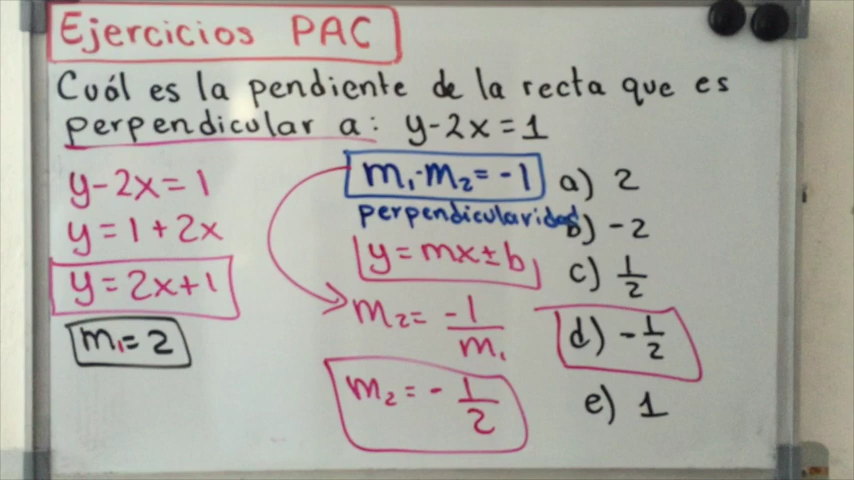 Ejercicios PAC
Cuál es la pendiente de la recta que es
perpendicular a: y-2x=1
y-2x=1
y=1+2x
y=2x+1
m₁=2
m₁·m₂=-1
perpendicularidad
y=mx±b
m₂= -1/m₁
m₂= - 1/2
a) 2
b) -2
c) 1/2
d) - 1/2
e) 1